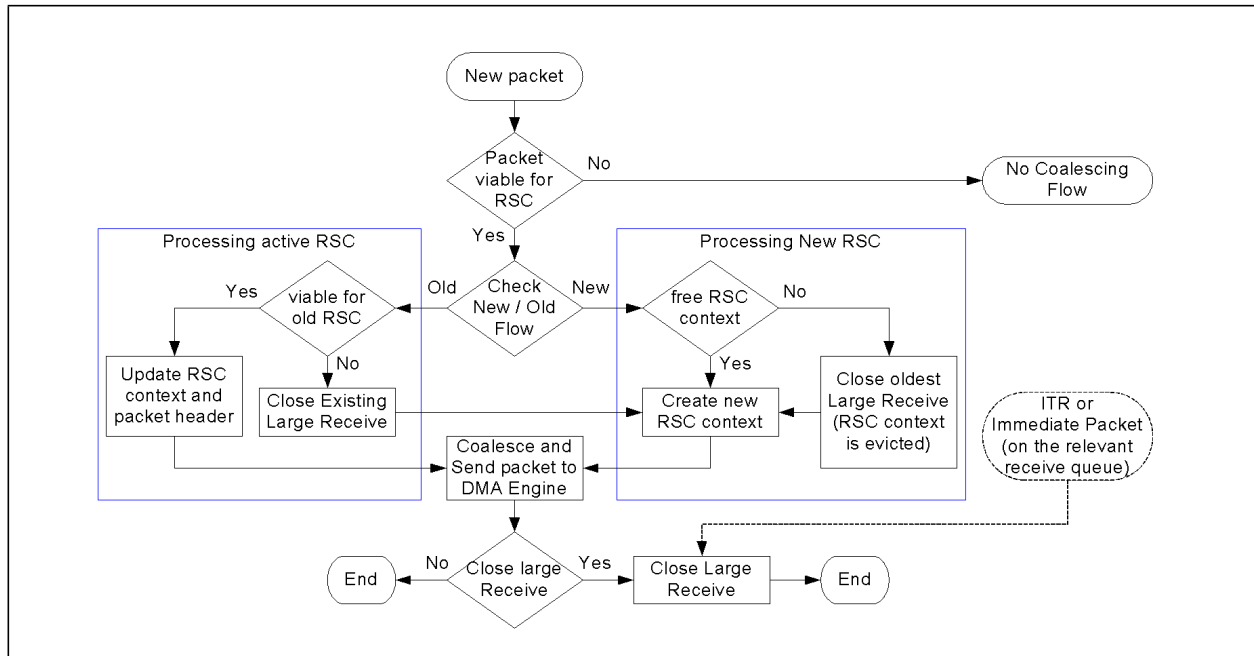 New packet
Packet
viable for
RSC
No
No Coalescing
Flow
Yes
Processing active RSC
Processing New RSC
Yes
viable for
old RSC
Old
Check
New / Old
Flow
New
free RSC
context
No
No
Yes
Update RSC
context and
packet header
Close Existing
Large Receive
Create new
RSC context
Close oldest
Large Receive
(RSC context
is evicted)
ITR or
Immediate Packet
(on the relevant
receive queue)
Coalesce and
Send packet to
DMA Engine
End
No
Close large
Receive
Yes
Close Large
Receive
End